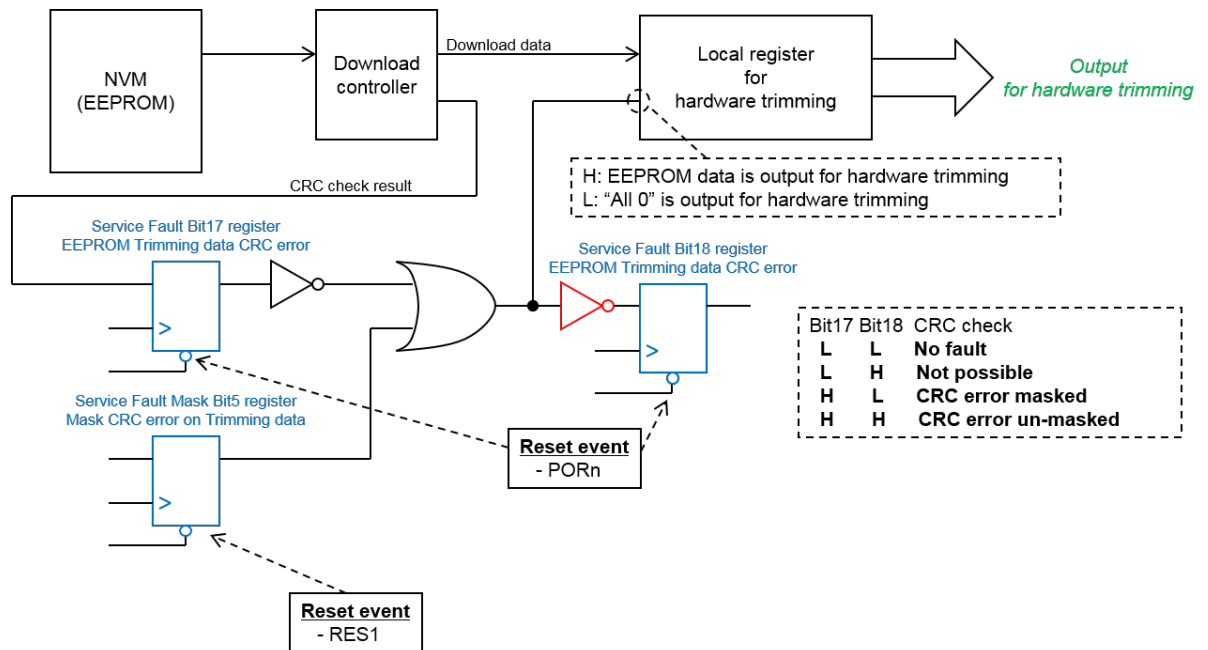 NVM
(EEPROM)
Download
controller
Download data
Local register
for
hardware trimming
Output
for hardware trimming
H: EEPROM data is output for hardware trimming
L: “All 0” is output for hardware trimming
CRC check result
Service Fault Bit17 register
EEPROM Trimming data CRC error
>
Service Fault Bit18 register
EEPROM Trimming data CRC error
>
Bit17 Bit18 CRC check
L L No fault
L H Not possible
H L CRC error masked
H H CRC error un-masked
Service Fault Mask Bit5 register
Mask CRC error on Trimming data
>
Reset event
- PORn
Reset event
- RES1